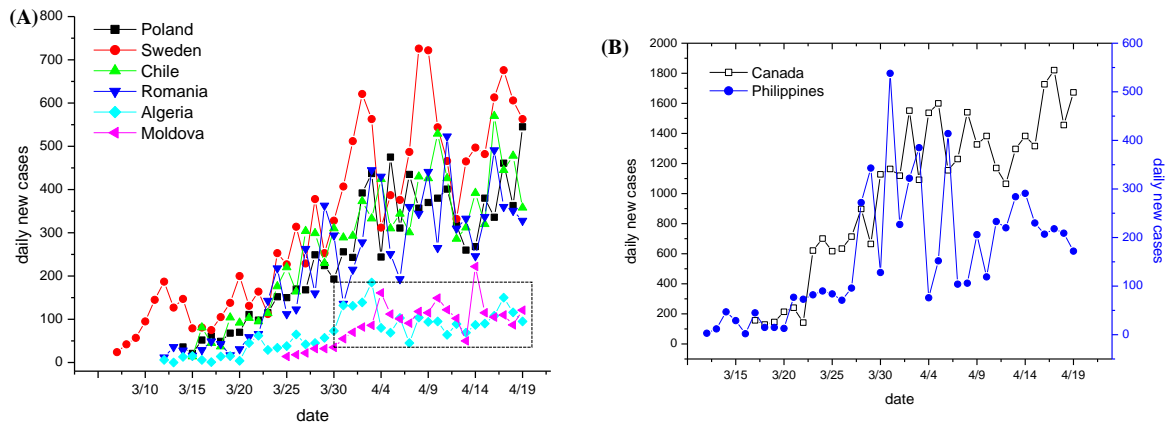 (A)
800
700
600
500
400
300
200
100
0
daily new cases
Poland
Sweden
Chile
Romania
Algeria
Moldova
3/10 3/15 3/20 3/25 3/30 4/4 4/9 4/14 4/19
date
(B)
2000
1800
1600
1400
1200
1000
800
600
400
200
0
daily new cases
Canada
Philippines
600
500
400
300
200
100
0
daily new cases
3/15 3/20 3/25 3/30 4/4 4/9 4/14 4/19
date